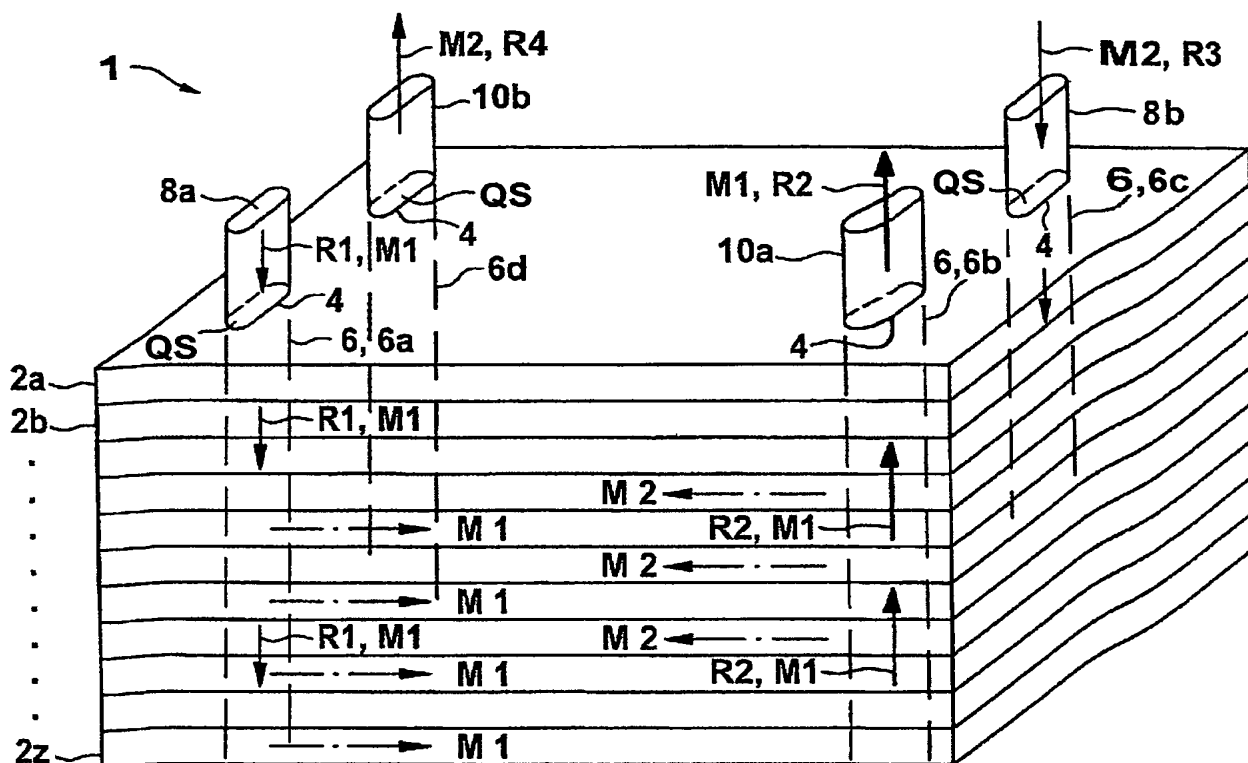 1
M2, R4
10b
M2, R3
8b
8a
QS
4
M1, R2
QS
6,6c
R1, M1
6d
10a
6,6b
4
4
QS
6, 6a
4
2a
2b
R1, M1
M 2
M 1
R2, M1
M 2
M 1
R1, M1
M 2
M 1
R2, M1
2z
M 1